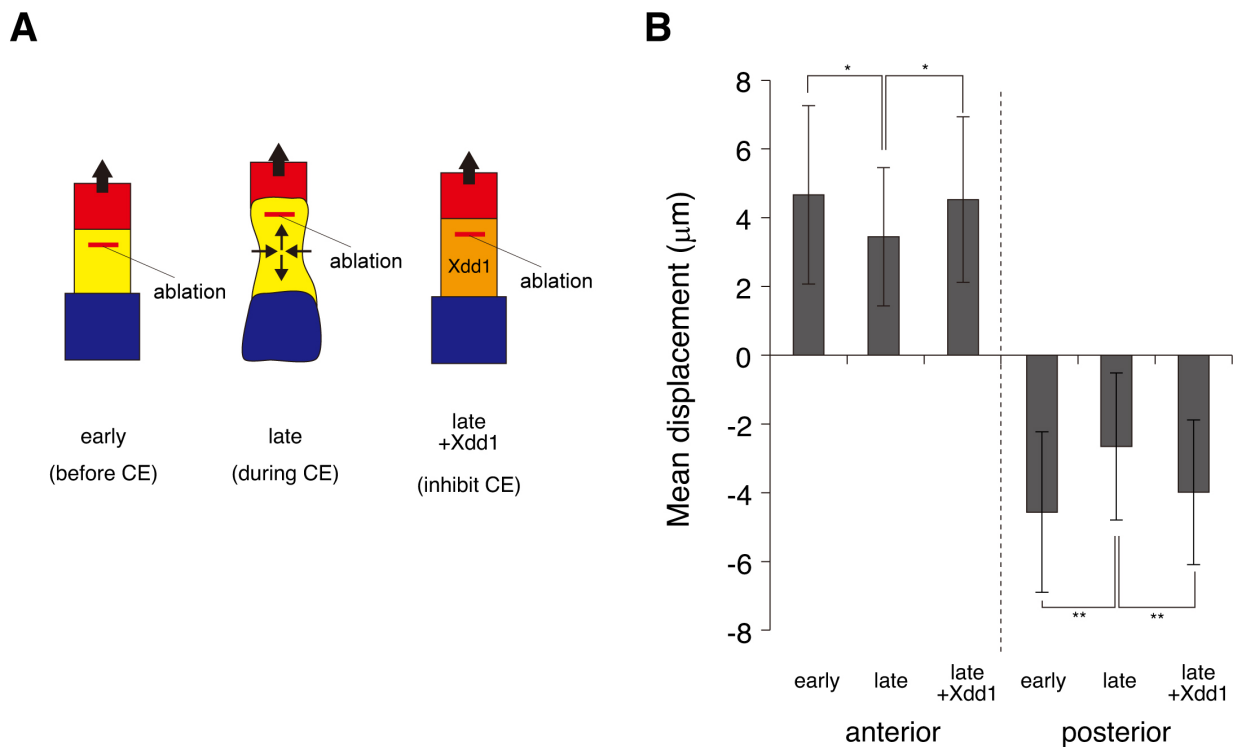 A
ablation
early
(before CE)
ablation
late
(during CE)
Xdd1
ablation
late
+Xdd1
(inhibit CE)
B
Mean displacement (μm)
8
6
4
2
0
-2
-4
-6
-8
*
*
**
**
early
late
late
+Xdd1
early
late
late
+Xdd1
anterior
posterior